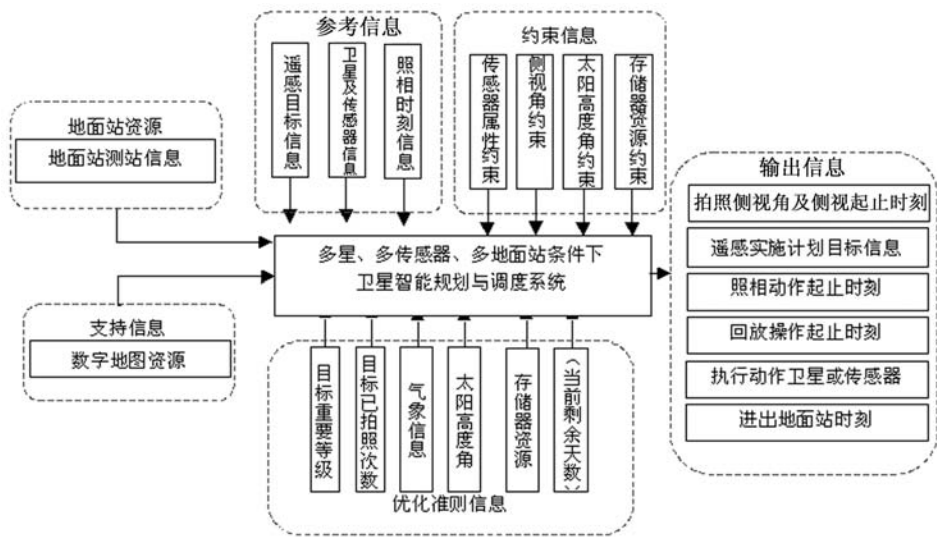 参考信息
遥感目标信息
卫星及传感器信息
照相时刻信息
约束信息
传感器属性约束
侧视角约束
太阳高度角约束
存储器资源约束
地面站资源
地面站测站信息
支持信息
数字地图资源
多星、多传感器、多地面站条件下
卫星智能规划与调度系统
目标重要等级
目标已拍照次数
气象信息
太阳高度角
存储器资源
（当前剩余天数）
优化准则信息
输出信息
拍照侧视角及侧视起止时刻
遥感实施计划目标信息
照相动作起止时刻
回放操作起止时刻
执行动作卫星或传感器
进出地面站时刻